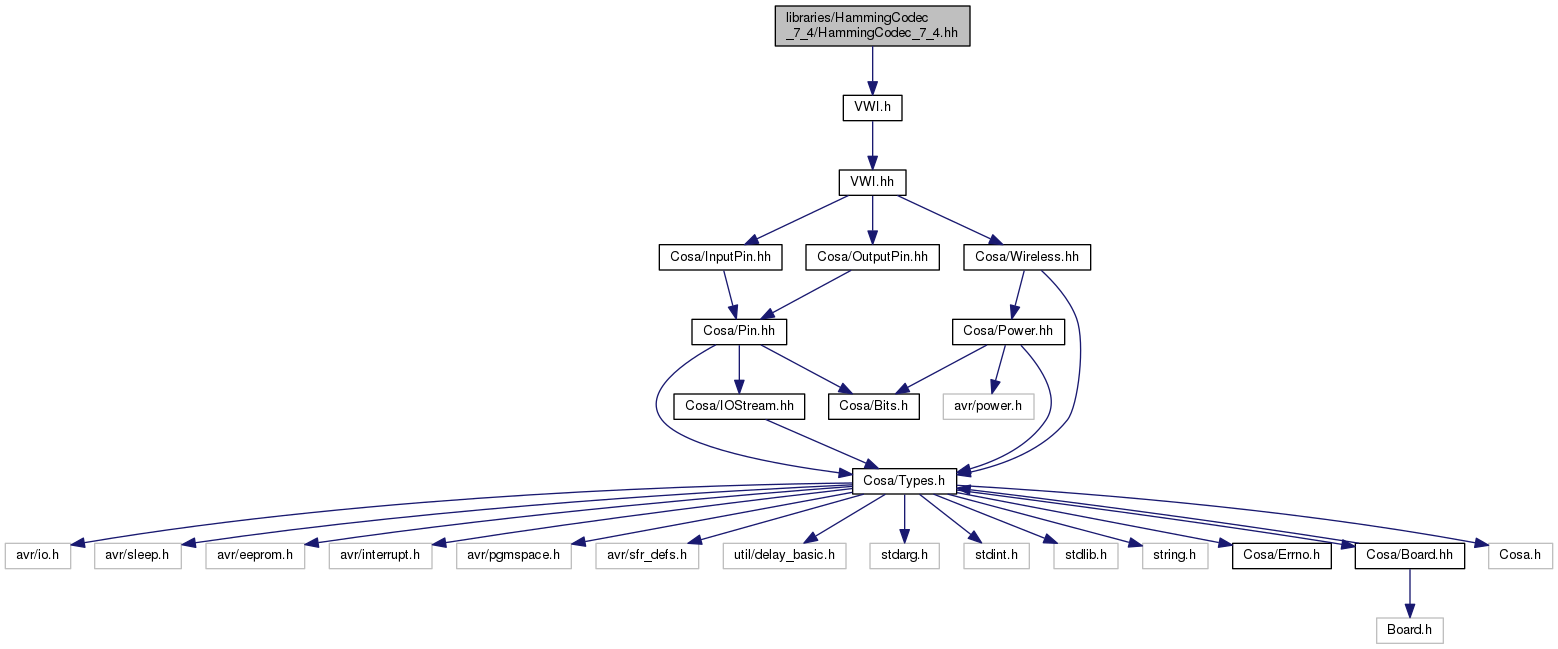 libraries/HammingCodec
_7_4/HammingCodec_7_4.hh
VWI.h
VWI.hh
Cosa/InputPin.hh
Cosa/OutputPin.hh
Cosa/Wireless.hh
Cosa/Pin.hh
Cosa/Power.hh
Cosa/IOStream.hh
Cosa/Bits.h
avr/power.h
Cosa/Types.h
avr/io.h
avr/sleep.h
avr/eeprom.h
avr/interrupt.h
avr/pgmspace.h
avr/sfr_defs.h
util/delay_basic.h
stdarg.h
stdint.h
stdlib.h
string.h
Cosa/Errno.h
Cosa/Board.hh
Cosa.h
Board.h